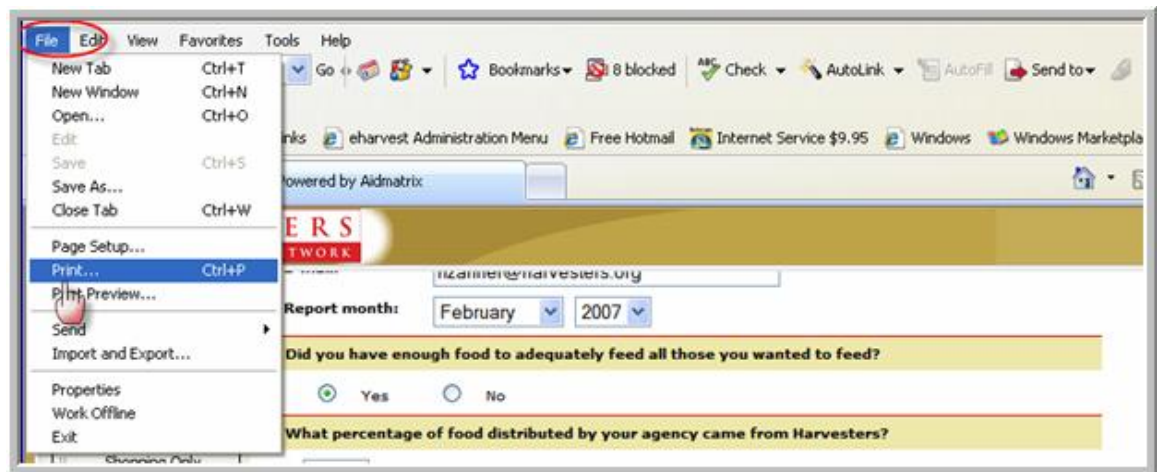 File Edit View Favorites Tools Help
New Tab Ctrl+T
New Window Ctrl+N
Open... Ctrl+O
Edit
Save Ctrl+S
Save As...
Close Tab Ctrl+W
Page Setup...
Print... Ctrl+P
Print Preview...
Send
Import and Export...
Properties
Work Offline
Exit
Go Bookmarks 8 blocked ABC Check AutoLink AutoFill Send to
eharvest Administration Menu Free Hotmail Internet Service $9.95 Windows Windows Marketpla
Powered by Aidmatrix
ERS
TWORK
Report month: February 2007
Did you have enough food to adequately feed all those you wanted to feed?
Yes No
What percentage of food distributed by your agency came from Harvesters?
Shopping Only